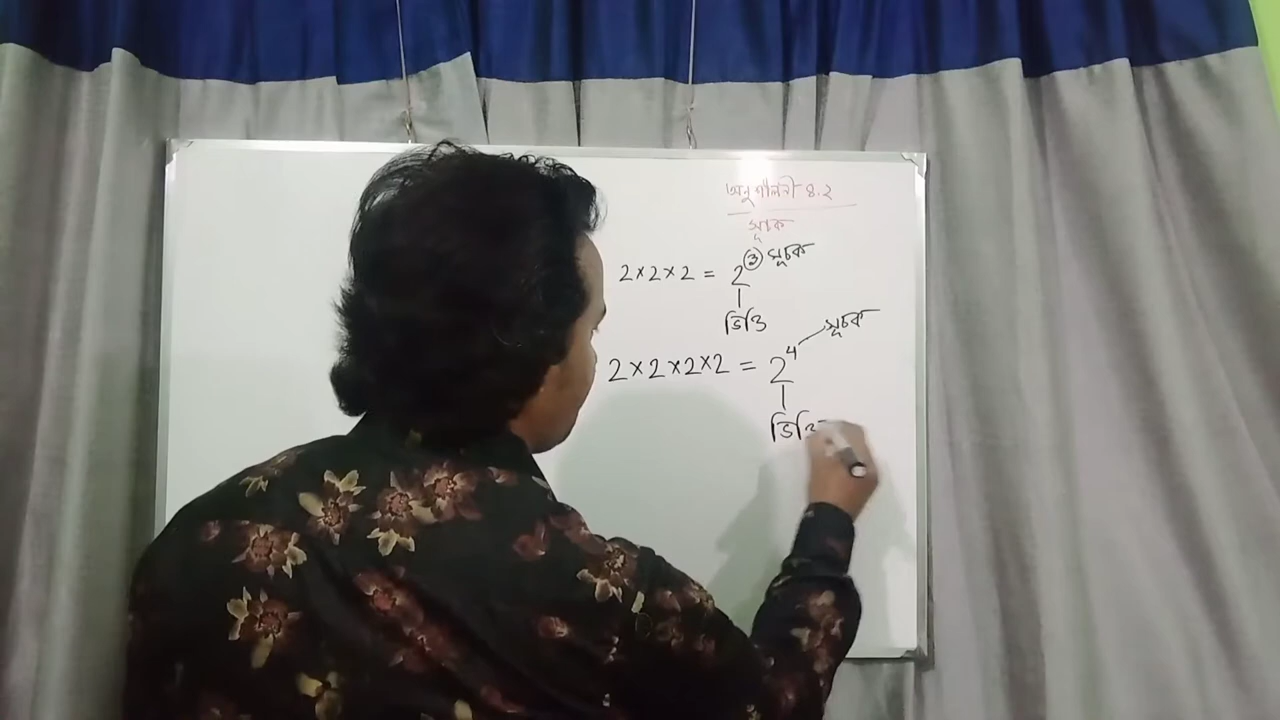 অনুশীলনী ৪.২
সূচক
2×2×2 = 2³ সূচক
ভিত্তি
2×2×2×2 = 2⁴ সূচক
ভিত্তি